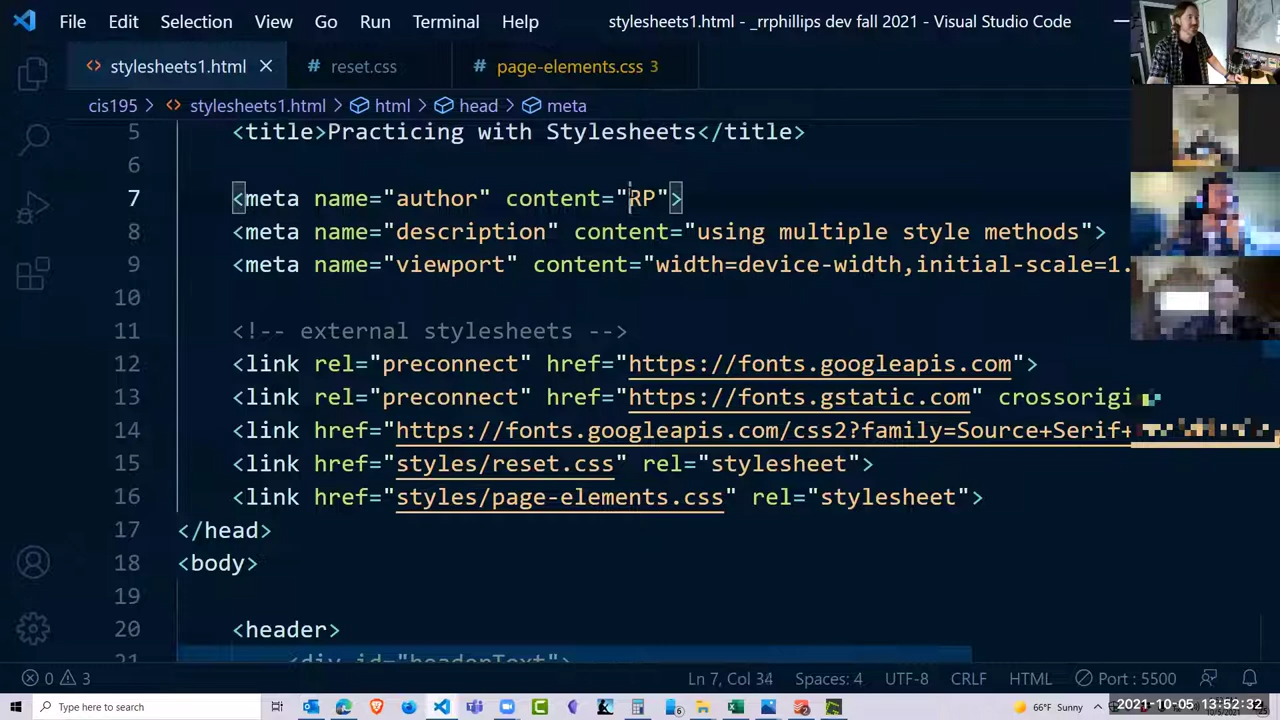 File Edit Selection View Go Run Terminal Help stylesheets1.html - _rrphillips dev fall 2021 - Visual Studio Code
<> stylesheets1.html × # reset.css # page-elements.css 3
cis195 > <> stylesheets1.html > html > head > meta
5 <title>Practicing with Stylesheets</title>
6
7 <meta name="author" content="RP">
8 <meta name="description" content="using multiple style methods">
9 <meta name="viewport" content="width=device-width,initial-scale=1.
10
11 <!-- external stylesheets -->
12 <link rel="preconnect" href="https://fonts.googleapis.com">
13 <link rel="preconnect" href="https://fonts.gstatic.com" crossorigi
14 <link href="https://fonts.googleapis.com/css2?family=Source+Serif+
15 <link href="styles/reset.css" rel="stylesheet">
16 <link href="styles/page-elements.css" rel="stylesheet">
17 </head>
18 <body>
19
20 <header>
21 <div id="headerText">
0 3 Ln 7, Col 34 Spaces: 4 UTF-8 CRLF HTML Port : 5500
Type here to search 66°F Sunny 2021-10-05 13:52:32